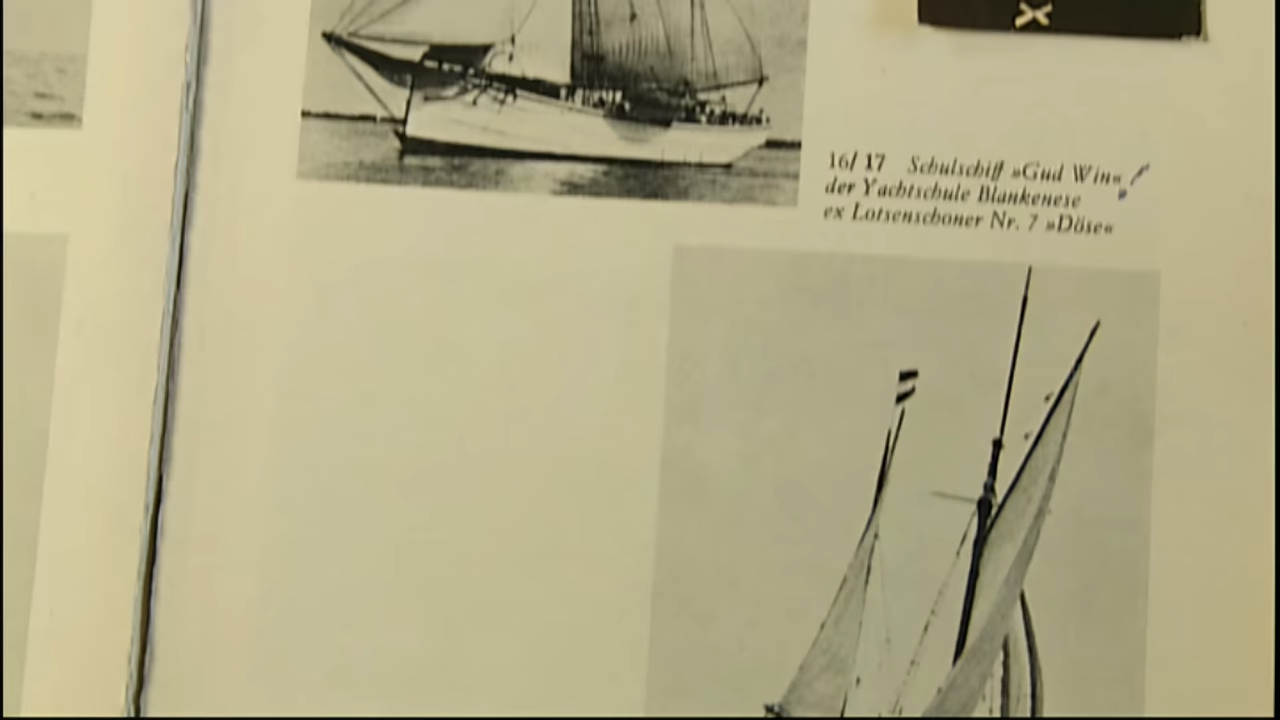 16/ 17 Schulschiff »Gud Win« !
der Yachtschule Blankenese
ex Lotsenschoner Nr. 7 »Döse«